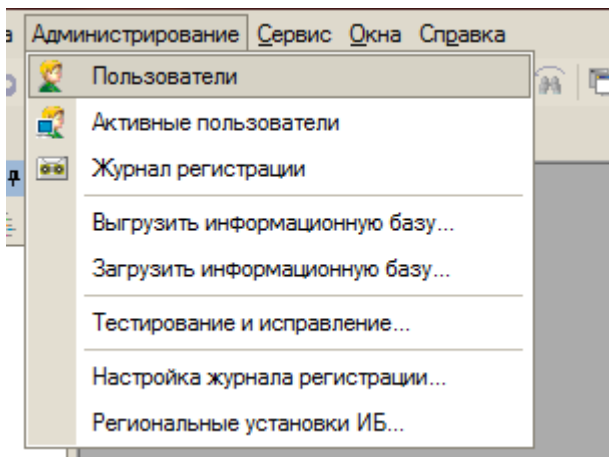 а Администрирование Сервис Окна Справка
Пользователи
Активные пользователи
Журнал регистрации
Выгрузить информационную базу...
Загрузить информационную базу...
Тестирование и исправление...
Настройка журнала регистрации...
Региональные установки ИБ...